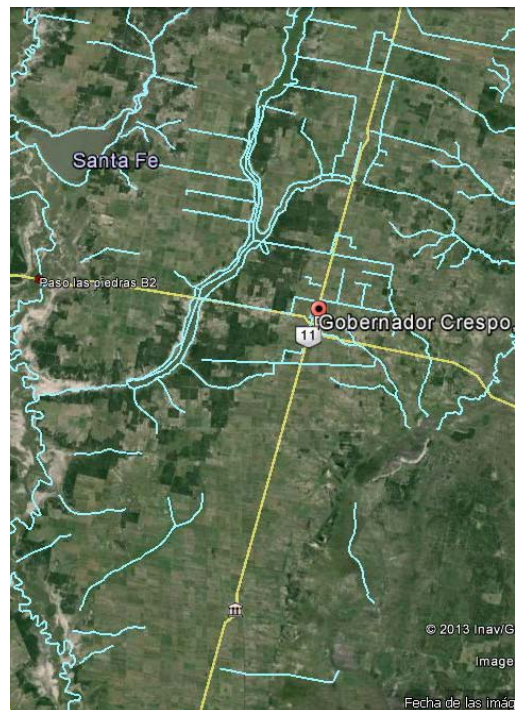 Santa Fe
Paso las piedras B2
Gobernador Crespo,
11
© 2013 Inav/G
Image
Fecha de las imág